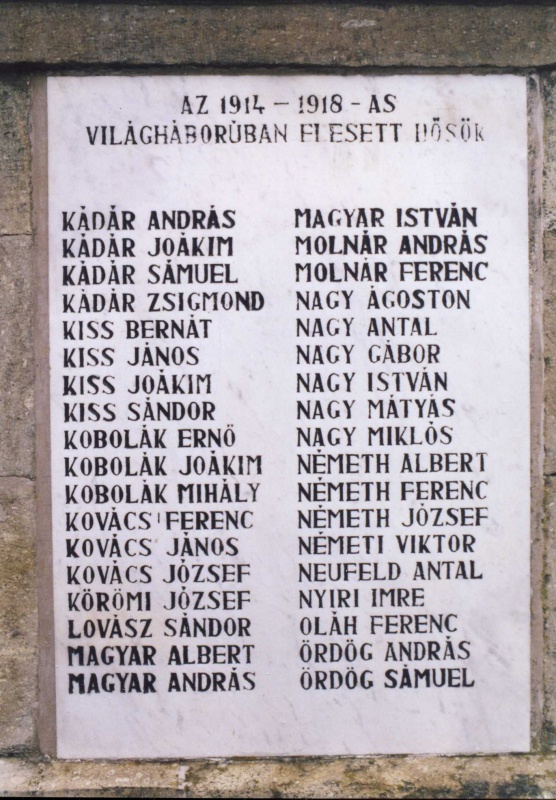 AZ 1914 - 1918 - AS
VILÁGHÁBORÚBAN ELESETT HŐSÖK
KÁDÁR ANDRÁS
KÁDÁR JOÁKIM
KÁDÁR SÁMUEL
KÁDÁR ZSIGMOND
KISS BERNÁT
KISS JÁNOS
KISS JOÁKIM
KISS SÁNDOR
KOBOLÁK ERNŐ
KOBOLÁK JOÁKIM
KOBOLÁK MIHÁLY
KOVÁCS FERENC
KOVÁCS JÁNOS
KOVÁCS JÓZSEF
KÖRÖMI JÓZSEF
LOVÁSZ SÁNDOR
MAGYAR ALBERT
MAGYAR ANDRÁS
MAGYAR ISTVÁN
MOLNÁR ANDRÁS
MOLNÁR FERENC
NAGY ÁGOSTON
NAGY ANTAL
NAGY GÁBOR
NAGY ISTVÁN
NAGY MÁTYÁS
NAGY MIKLÓS
NÉMETH ALBERT
NÉMETH FERENC
NÉMETH JÓZSEF
NÉMETI VIKTOR
NEUFELD ANTAL
NYIRI IMRE
OLÁH FERENC
ÖRDÖG ANDRÁS
ÖRDÖG SÁMUEL